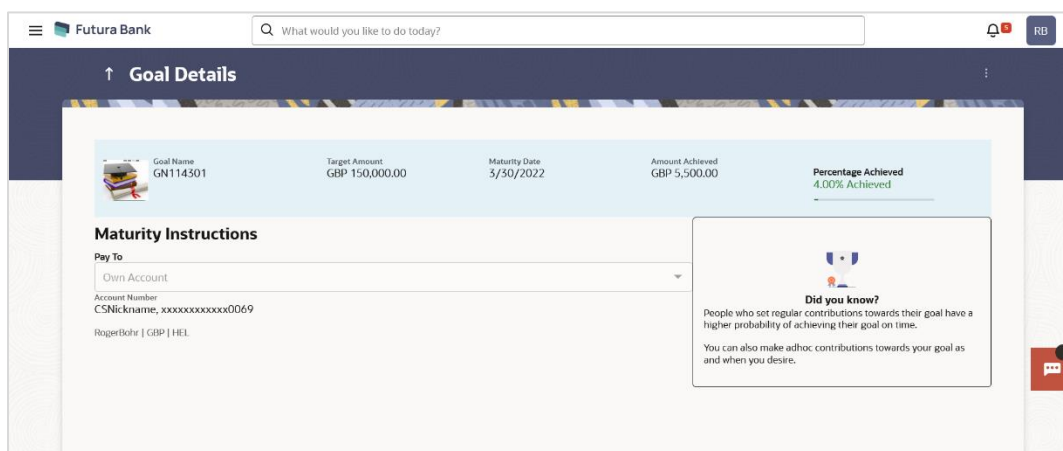 Futura Bank
What would you like to do today?
5
RB
Goal Details
Goal Name
GN114301
Target Amount
GBP 150,000.00
Maturity Date
3/30/2022
Amount Achieved
GBP 5,500.00
Percentage Achieved
4.00% Achieved
Maturity Instructions
Pay To
Own Account
Account Number
CSNickname, xxxxxxxxxxxx0069
RogerBohr | GBP | HEL
Did you know?
People who set regular contributions towards their goal have a
higher probability of achieving their goal on time.
You can also make adhoc contributions towards your goal as
and when you desire.